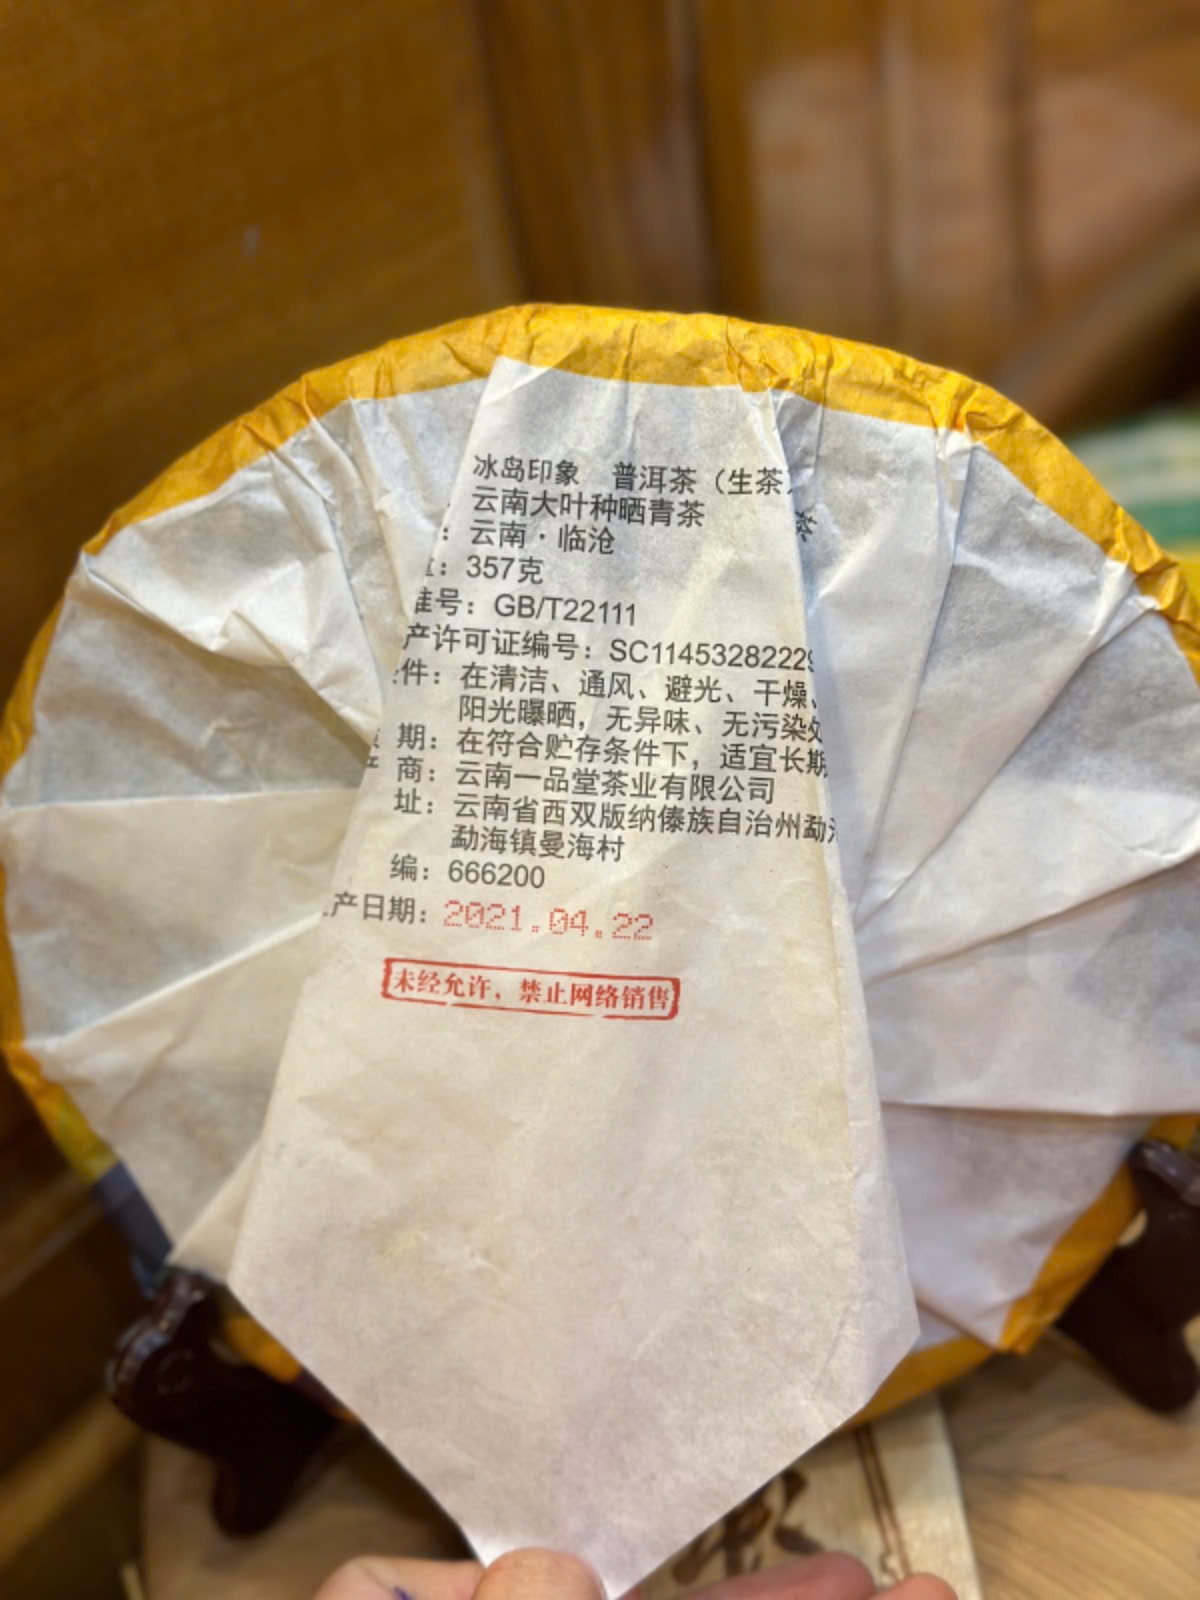 冰岛印象 普洱茶（生茶）
云南大叶种晒青茶
：云南·临沧
：357克
准号：GB/T22111
产许可证编号：SC11453282229
件：在清洁、通风、避光、干燥、
阳光曝晒，无异味、无污染处
期：在符合贮存条件下，适宜长期
商：云南一品堂茶业有限公司
址：云南省西双版纳傣族自治州勐
勐海镇曼海村
编：666200
产日期：2021.04.22
未经允许，禁止网络销售